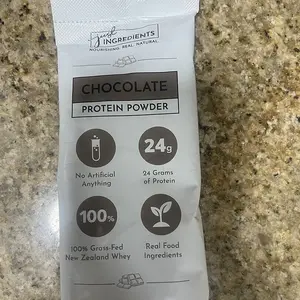 just
INGREDIENTS
NOURISHING. REAL. NATURAL
CHOCOLATE
PROTEIN POWDER
24g
No Artificial
Anything
24 Grams
of Protein
100%
100% Grass-Fed
New Zealand Whey
Real Food
Ingredients